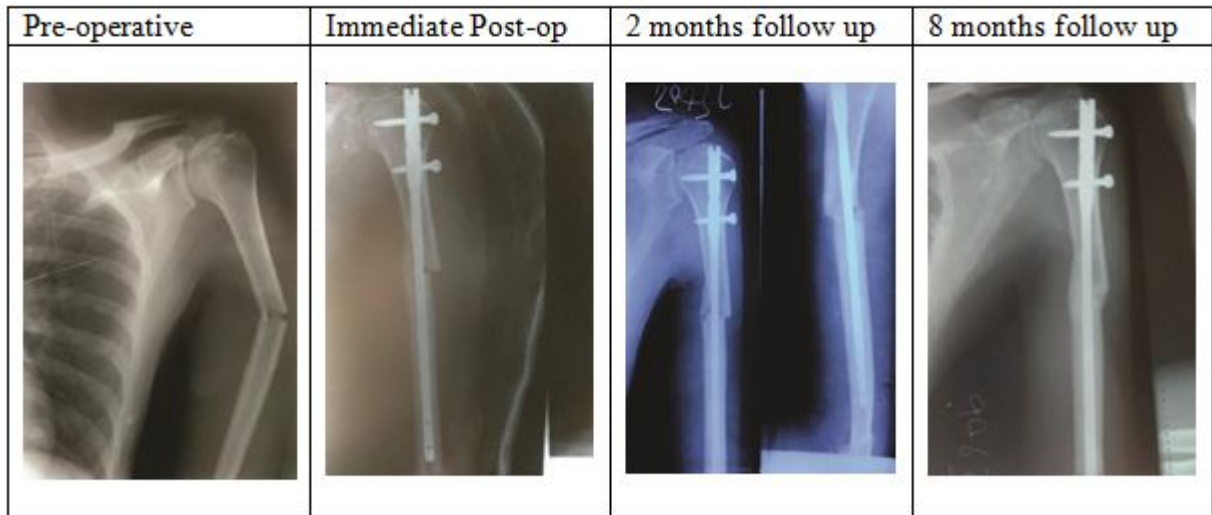 Pre-operative
Immediate Post-op
2 months follow up
8 months follow up